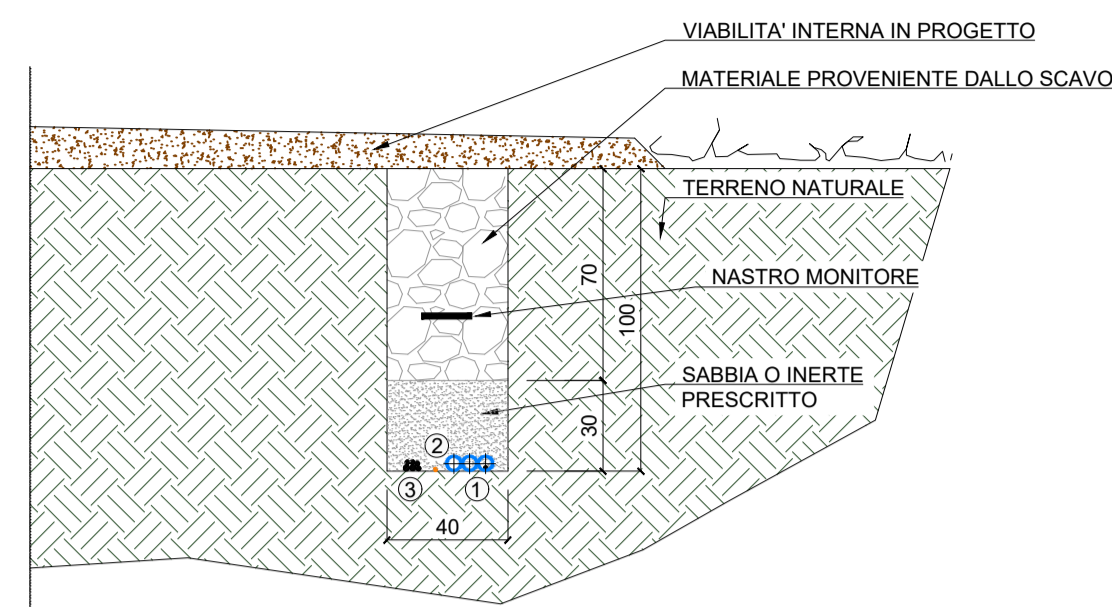 VIABILITA' INTERNA IN PROGETTO
MATERIALE PROVENIENTE DALLO SCAVO
TERRENO NATURALE
70
NASTRO MONITORE
100
SABBIA O INERTE
PRESCRITTO
30
2
3
1
40